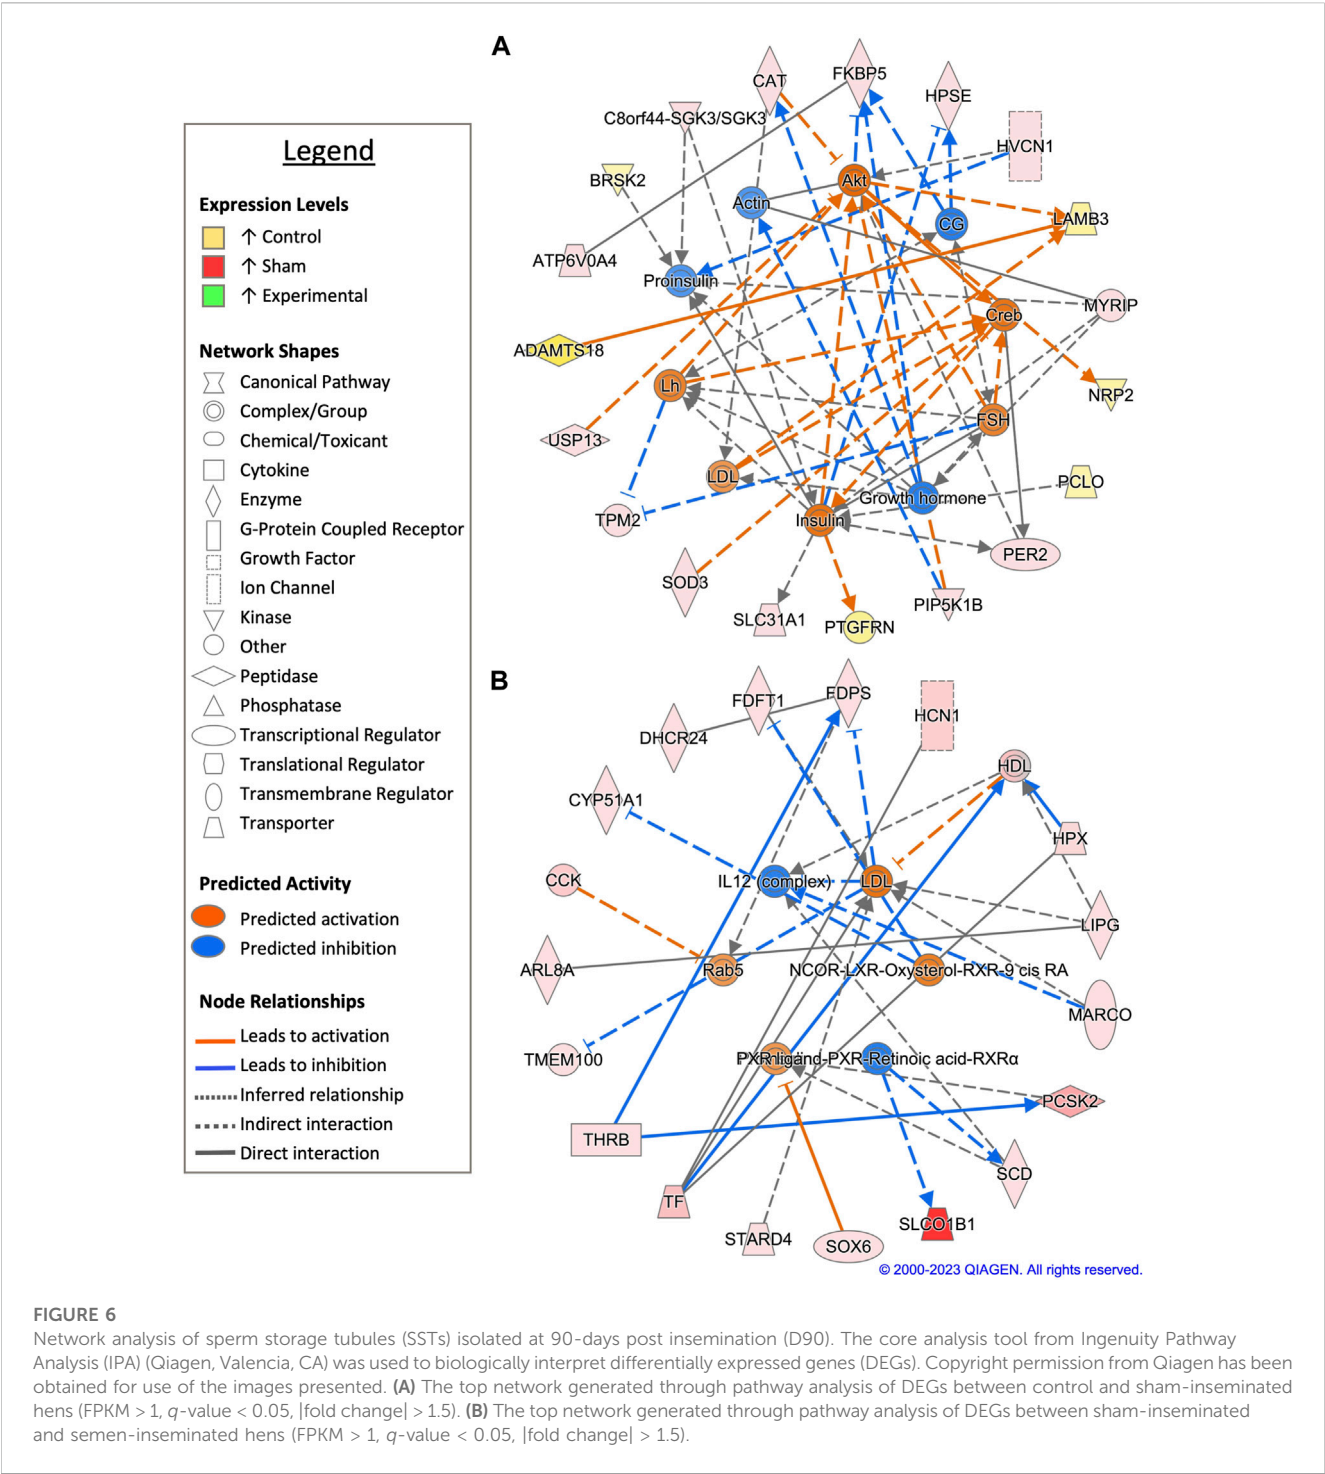 A
CAT
FKBP5
HPSE
C8orf44-SGK3/SGK3
HVCN1
BRSK2
Akt
Actin
CG
LAMB3
ATP6V0A4
Proinsulin
MYRIP
Creb
ADAMTS18
Lh
NRP2
FSH
USP13
LDL
PCLO
Growth hormone
TPM2
Insulin
PER2
SOD3
SLC31A1
PTGFRN
PIP5K1B
Legend
Expression Levels
↑ Control
↑ Sham
↑ Experimental
Network Shapes
Canonical Pathway
Complex/Group
Chemical/Toxicant
Cytokine
Enzyme
G-Protein Coupled Receptor
Growth Factor
Ion Channel
Kinase
Other
Peptidase
Phosphatase
Transcriptional Regulator
Translational Regulator
Transmembrane Regulator
Transporter
Predicted Activity
Predicted activation
Predicted inhibition
Node Relationships
Leads to activation
Leads to inhibition
Inferred relationship
Indirect interaction
Direct interaction
B
FDFT1
FDPS
HCN1
DHCR24
HDL
CYP51A1
HPX
CCK
IL12 (complex)
LDL
LIPG
ARL8A
Rab5
NCOR-LXR-Oxysterol-RXR-9 cis RA
MARCO
TMEM100
PXR ligand-PXR-Retinoic acid-RXRα
PCSK2
THRB
SCD
TF
SLCO1B1
STARD4
SOX6
© 2000-2023 QIAGEN. All rights reserved.
FIGURE 6
Network analysis of sperm storage tubules (SSTs) isolated at 90-days post insemination (D90). The core analysis tool from Ingenuity Pathway
Analysis (IPA) (Qiagen, Valencia, CA) was used to biologically interpret differentially expressed genes (DEGs). Copyright permission from Qiagen has been
obtained for use of the images presented. (A) The top network generated through pathway analysis of DEGs between control and sham-inseminated
hens (FPKM > 1, q-value < 0.05, |fold change| > 1.5). (B) The top network generated through pathway analysis of DEGs between sham-inseminated
and semen-inseminated hens (FPKM > 1, q-value < 0.05, |fold change| > 1.5).